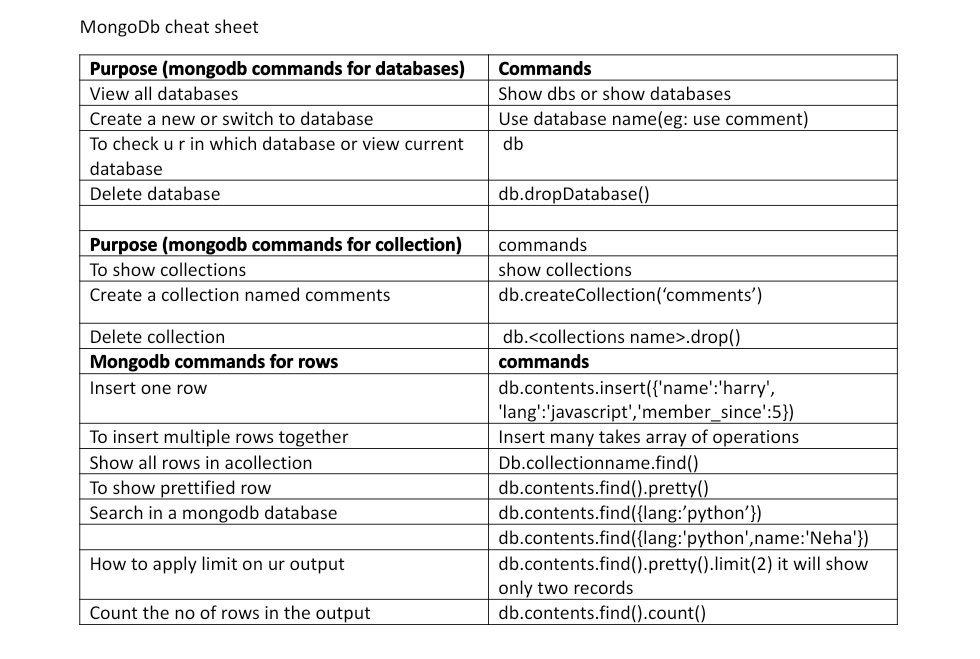 MongoDb cheat sheet
Purpose (mongodb commands for databases) Commands
View all databases Show dbs or show databases
Create a new or switch to database Use database name(eg: use comment)
To check u r in which database or view current db
database
Delete database db.dropDatabase()
Purpose (mongodb commands for collection) commands
To show collections show collections
Create a collection named comments db.createCollection(‘comments’)
Delete collection db.<collections name>.drop()
Mongodb commands for rows commands
Insert one row db.contents.insert({'name':'harry',
'lang':'javascript','member_since':5})
To insert multiple rows together Insert many takes array of operations
Show all rows in acollection Db.collectionname.find()
To show prettified row db.contents.find().pretty()
Search in a mongodb database db.contents.find({lang:’python’})
db.contents.find({lang:'python',name:'Neha'})
How to apply limit on ur output db.contents.find().pretty().limit(2) it will show
only two records
Count the no of rows in the output db.contents.find().count()